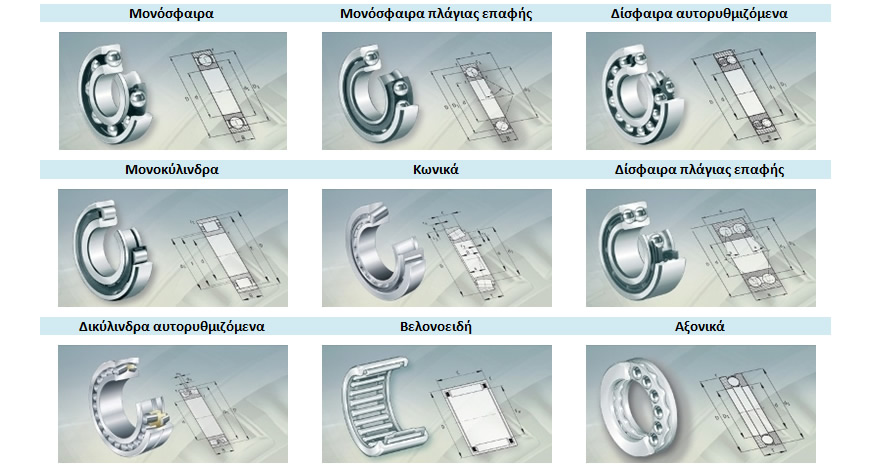 Μονόσφαιρα
Μονόσφαιρα πλάγιας επαφής
Δίσφαιρα αυτορυθμιζόμενα
Μονοκύλινδρα
Κωνικά
Δίσφαιρα πλάγιας επαφής
Δικύλινδρα αυτορυθμιζόμενα
Βελονοειδή
Αξονικά